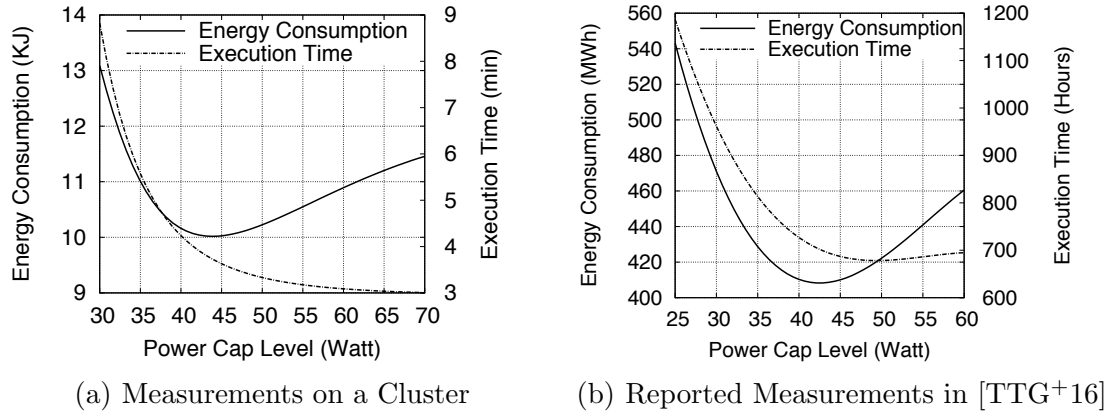 14
13
12
11
10
9
Energy Consumption (KJ)
Energy Consumption
Execution Time
9
8
7
6
5
4
3
Execution Time (min)
30 35 40 45 50 55 60 65 70
Power Cap Level (Watt)
(a) Measurements on a Cluster
560
540
520
500
480
460
440
420
400
Energy Consumption (MWh)
Energy Consumption
Execution Time
1200
1100
1000
900
800
700
600
Execution Time (Hours)
25 30 35 40 45 50 55 60
Power Cap Level (Watt)
(b) Reported Measurements in [TTG+16]